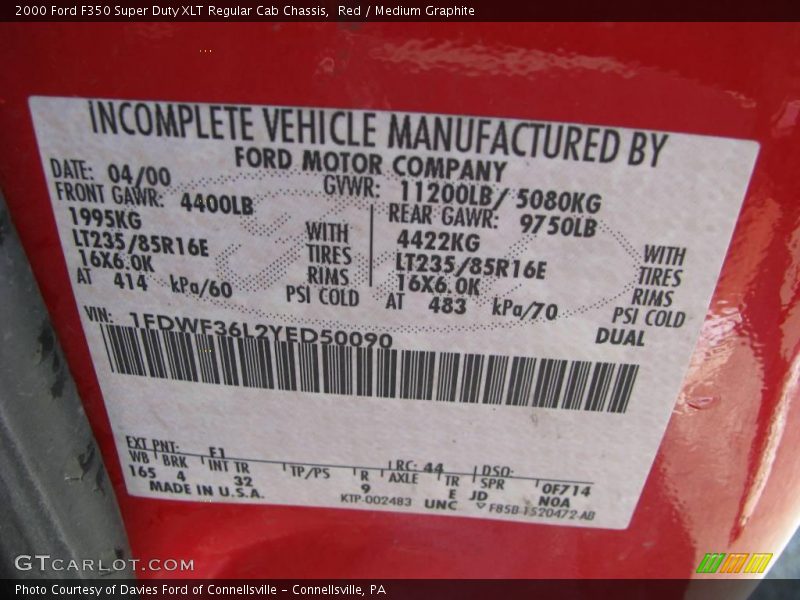 2000 Ford F350 Super Duty XLT Regular Cab Chassis, Red / Medium Graphite
INCOMPLETE VEHICLE MANUFACTURED BY
FORD MOTOR COMPANY
DATE: 04/00 GVWR: 11200LB/ 5080KG
FRONT GAWR: 4400LB REAR GAWR: 9750LB
1995KG WITH 4422KG WITH
LT235/85R16E TIRES LT235/85R16E TIRES
16X6.0K RIMS 16X6.0K RIMS
AT 414 kPa/60 PSI COLD AT 483 kPa/70 PSI COLD
DUAL
VIN: 1FDWF36L2YED50090
EXT PNT: F1 RC: 44 DSO:
WB BRK INT TR TP/PS R AXLE TR SPR 0F714
165 4 32 9 E JD NOA
MADE IN U.S.A. KTP-002483 UNC F85B-1520472-AB
GTCARLOT.COM
Photo Courtesy of Davies Ford of Connellsville - Connellsville, PA